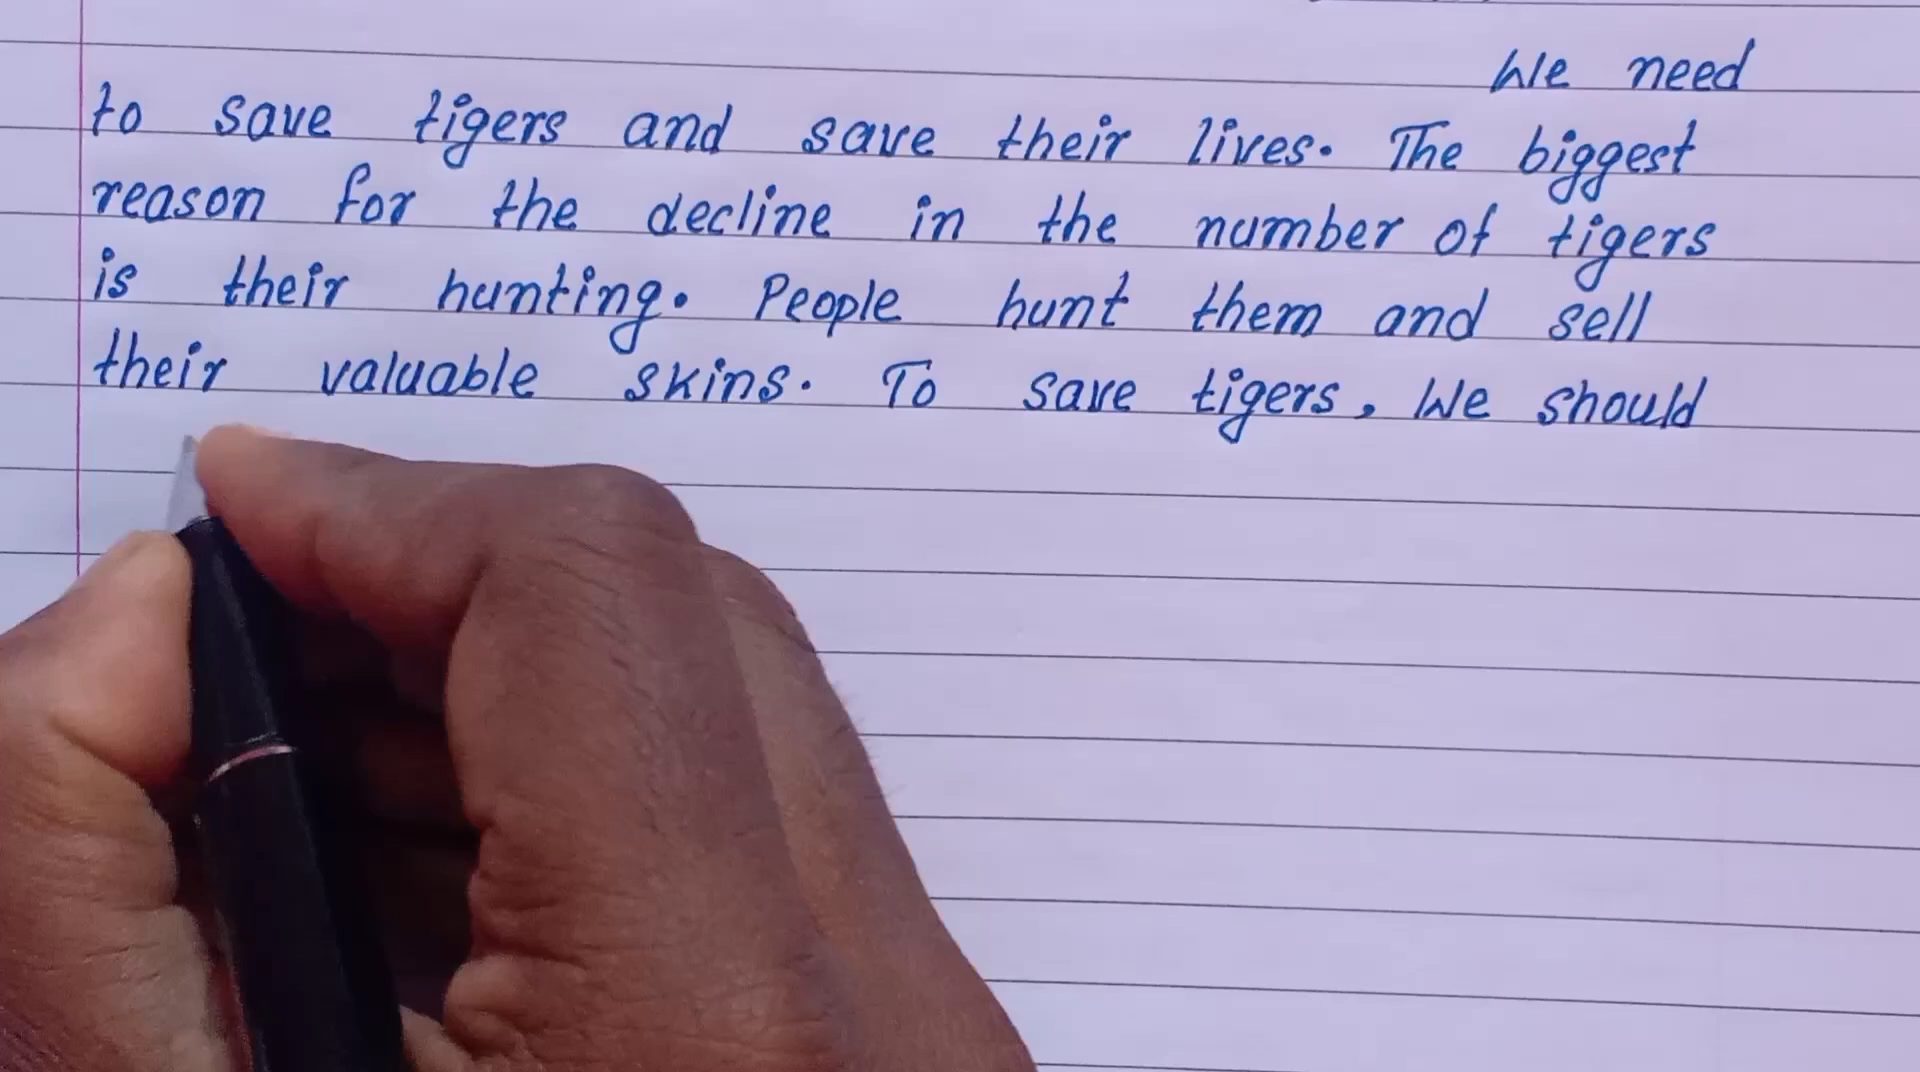 We need
to save tigers and save their lives. The biggest
reason for the decline in the number of tigers
is their hunting. People hunt them and sell
their valuable skins. To save tigers, We should